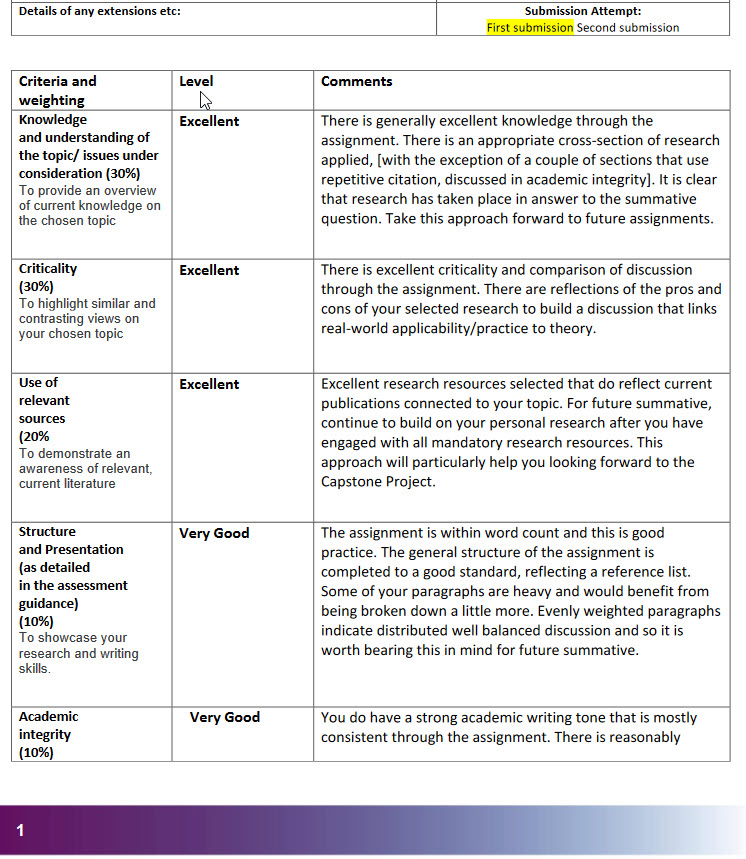 Details of any extensions etc:
Submission Attempt:
First submission Second submission
Criteria and
weighting
Level
Comments
Knowledge
and understanding of
the topic/ issues under
consideration (30%)
To provide an overview
of current knowledge on
the chosen topic
Excellent
There is generally excellent knowledge through the
assignment. There is an appropriate cross-section of research
applied, [with the exception of a couple of sections that use
repetitive citation, discussed in academic integrity]. It is clear
that research has taken place in answer to the summative
question. Take this approach forward to future assignments.
Criticality
(30%)
To highlight similar and
contrasting views on
your chosen topic
Excellent
There is excellent criticality and comparison of discussion
through the assignment. There are reflections of the pros and
cons of your selected research to build a discussion that links
real-world applicability/practice to theory.
Use of
relevant
sources
(20%
To demonstrate an
awareness of relevant,
current literature
Excellent
Excellent research resources selected that do reflect current
publications connected to your topic. For future summative,
continue to build on your personal research after you have
engaged with all mandatory research resources. This
approach will particularly help you looking forward to the
Capstone Project.
Structure
and Presentation
(as detailed
in the assessment
guidance)
(10%)
To showcase your
research and writing
skills.
Very Good
The assignment is within word count and this is good
practice. The general structure of the assignment is
completed to a good standard, reflecting a reference list.
Some of your paragraphs are heavy and would benefit from
being broken down a little more. Evenly weighted paragraphs
indicate distributed well balanced discussion and so it is
worth bearing this in mind for future summative.
Academic
integrity
(10%)
Very Good
You do have a strong academic writing tone that is mostly
consistent through the assignment. There is reasonably
1